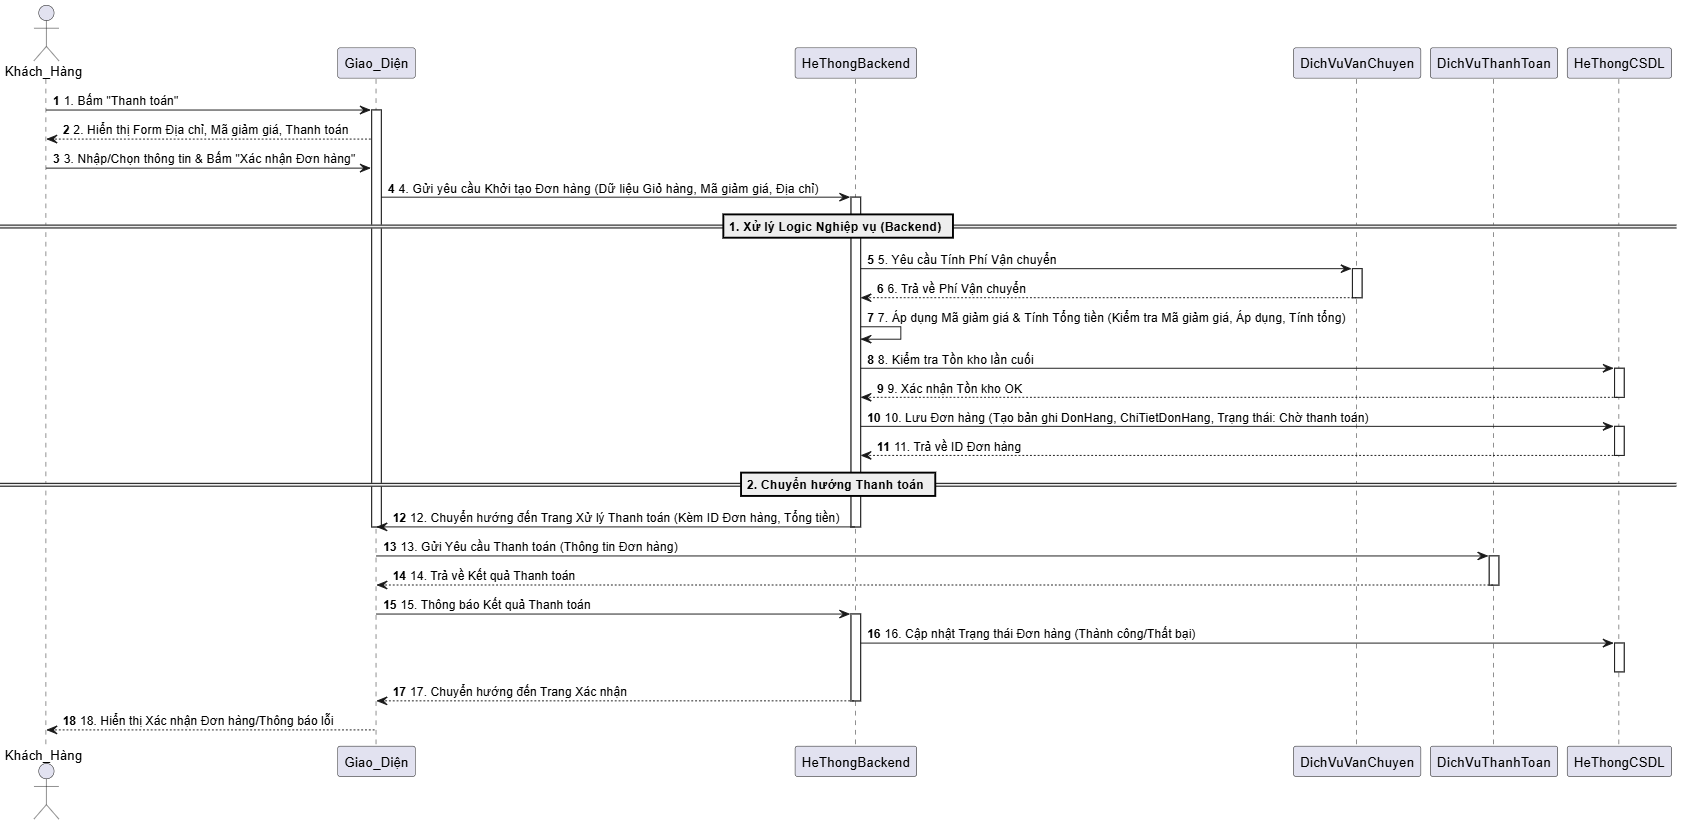 Khách_Hàng
Giao_Diện
HeThongBackend
DichVuVanChuyen
DichVuThanhToan
HeThongCSDL
1 1. Bấm "Thanh toán"
2 2. Hiển thị Form Địa chỉ, Mã giảm giá, Thanh toán
3 3. Nhập/Chọn thông tin & Bấm "Xác nhận Đơn hàng"
4 4. Gửi yêu cầu Khởi tạo Đơn hàng (Dữ liệu Giỏ hàng, Mã giảm giá, Địa chỉ)
1. Xử lý Logic Nghiệp vụ (Backend)
5 5. Yêu cầu Tính Phí Vận chuyển
6 6. Trả về Phí Vận chuyển
7 7. Áp dụng Mã giảm giá & Tính Tổng tiền (Kiểm tra Mã giảm giá, Áp dụng, Tính tổng)
8 8. Kiểm tra Tồn kho lần cuối
9 9. Xác nhận Tồn kho OK
10 10. Lưu Đơn hàng (Tạo bản ghi DonHang, ChiTietDonHang, Trạng thái: Chờ thanh toán)
11 11. Trả về ID Đơn hàng
2. Chuyển hướng Thanh toán
12 12. Chuyển hướng đến Trang Xử lý Thanh toán (Kèm ID Đơn hàng, Tổng tiền)
13 13. Gửi Yêu cầu Thanh toán (Thông tin Đơn hàng)
14 14. Trả về Kết quả Thanh toán
15 15. Thông báo Kết quả Thanh toán
16 16. Cập nhật Trạng thái Đơn hàng (Thành công/Thất bại)
17 17. Chuyển hướng đến Trang Xác nhận
18 18. Hiển thị Xác nhận Đơn hàng/Thông báo lỗi
Khách_Hàng
Giao_Diện
HeThongBackend
DichVuVanChuyen
DichVuThanhToan
HeThongCSDL